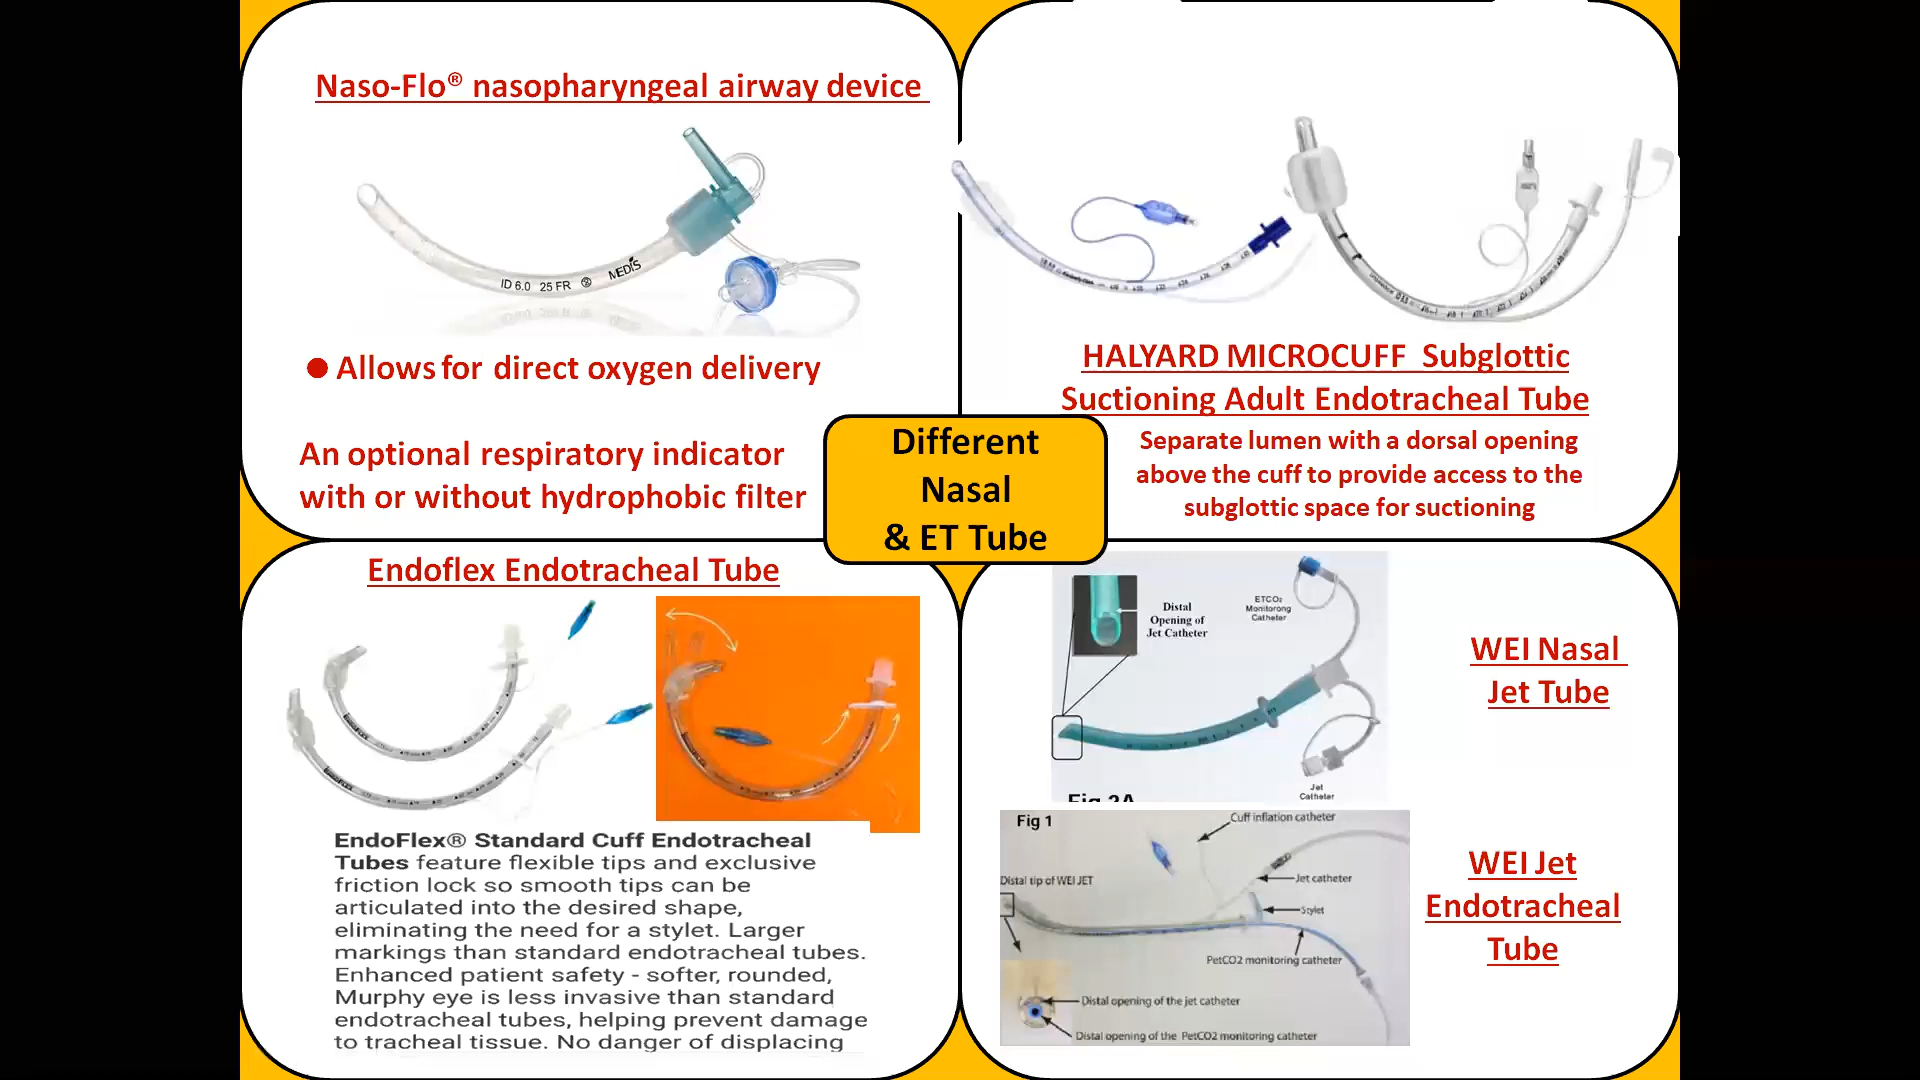 Naso-Flo® nasopharyngeal airway device
ID 6.0 25 FR
MEDIS
● Allows for direct oxygen delivery
An optional respiratory indicator
with or without hydrophobic filter
HALYARD MICROCUFF Subglottic
Suctioning Adult Endotracheal Tube
Separate lumen with a dorsal opening
above the cuff to provide access to the
subglottic space for suctioning
Different
Nasal
& ET Tube
Endoflex Endotracheal Tube
EndoFlex® Standard Cuff Endotracheal
Tubes feature flexible tips and exclusive
friction lock so smooth tips can be
articulated into the desired shape,
eliminating the need for a stylet. Larger
markings than standard endotracheal tubes.
Enhanced patient safety - softer, rounded,
Murphy eye is less invasive than standard
endotracheal tubes, helping prevent damage
to tracheal tissue. No danger of displacing
Distal
Opening of
Jet Catheter
ETCO₂
Monitorong
Catheter
Jet
Catheter
Fig 2A
WEI Nasal
Jet Tube
Fig 1
Cuff inflation catheter
Distal tip of WEI JET
Jet catheter
Stylet
PetCO2 monitoring catheter
Distal opening of the jet catheter
Distal opening of the PetCO2 monitoring catheter
WEI Jet
Endotracheal
Tube